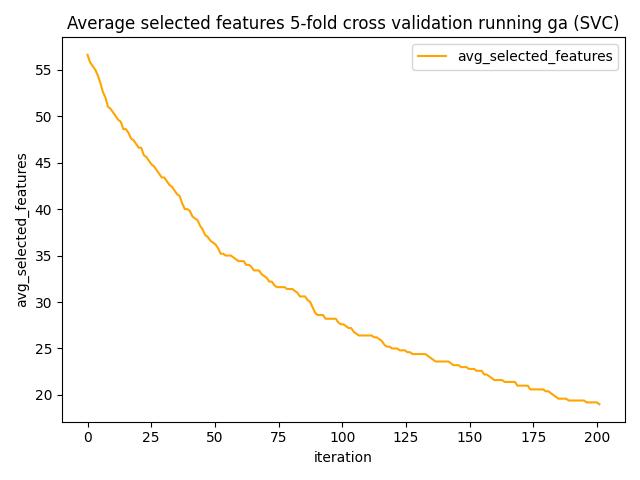 Average selected features 5-fold cross validation running ga (SVC)
avg_selected_features
avg_selected_features
55
50
45
40
35
30
25
20
0 25 50 75 100 125 150 175 200
iteration